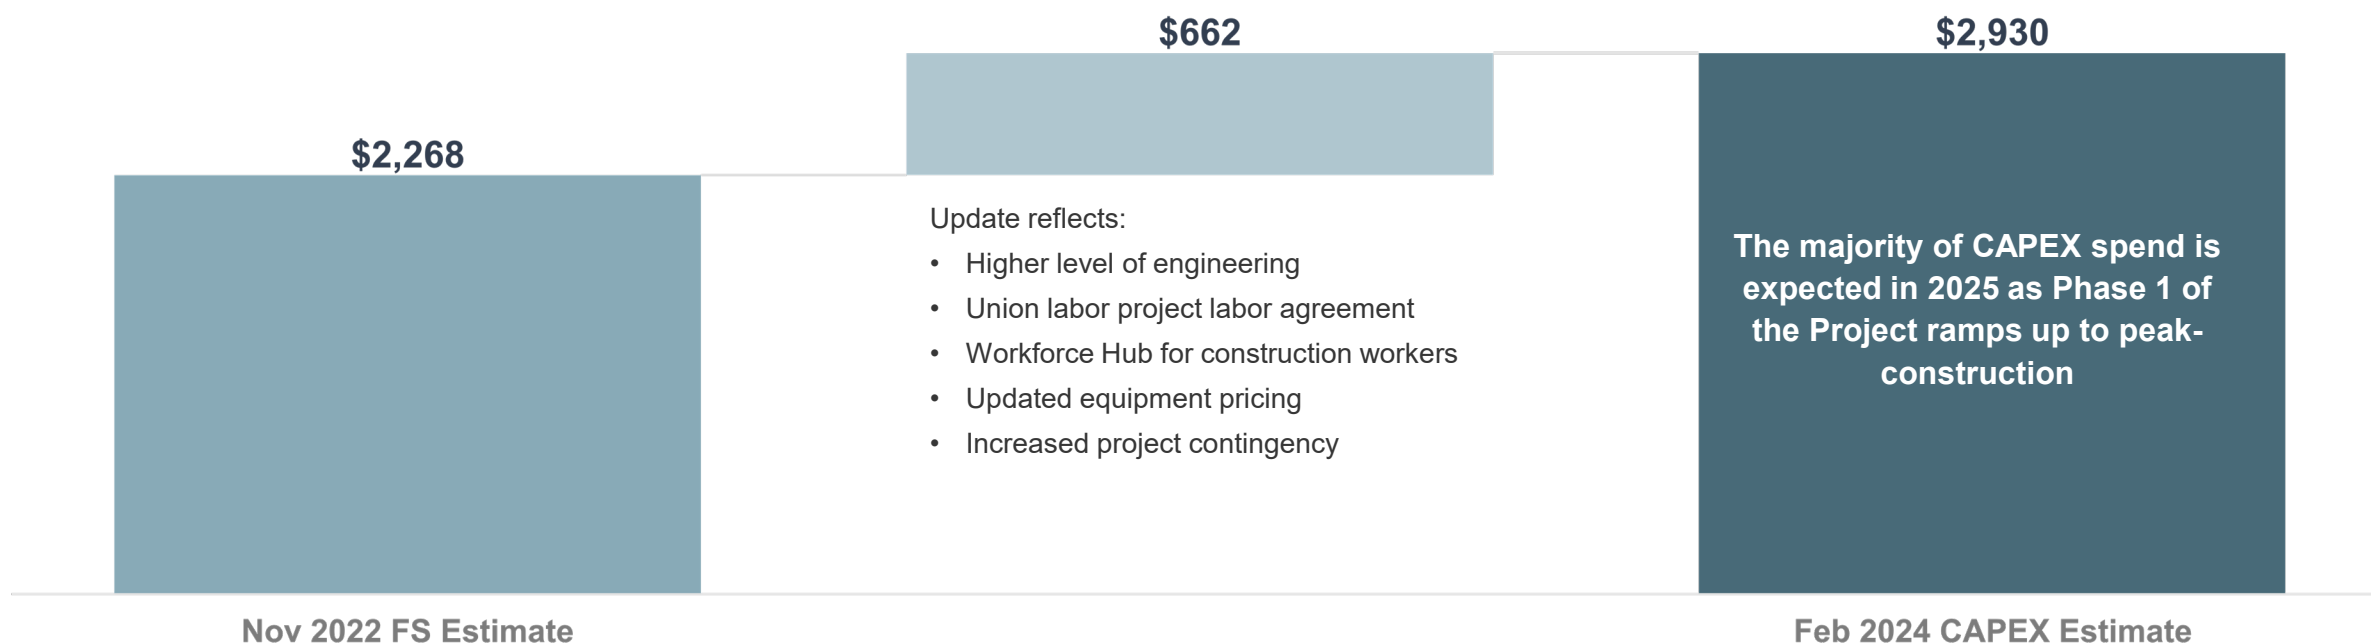 $662
$2,930
$2,268
Update reflects:
• Higher level of engineering
• Union labor project labor agreement
• Workforce Hub for construction workers
• Updated equipment pricing
• Increased project contingency
The majority of CAPEX spend is
expected in 2025 as Phase 1 of
the Project ramps up to peak-
construction
Nov 2022 FS Estimate
Feb 2024 CAPEX Estimate